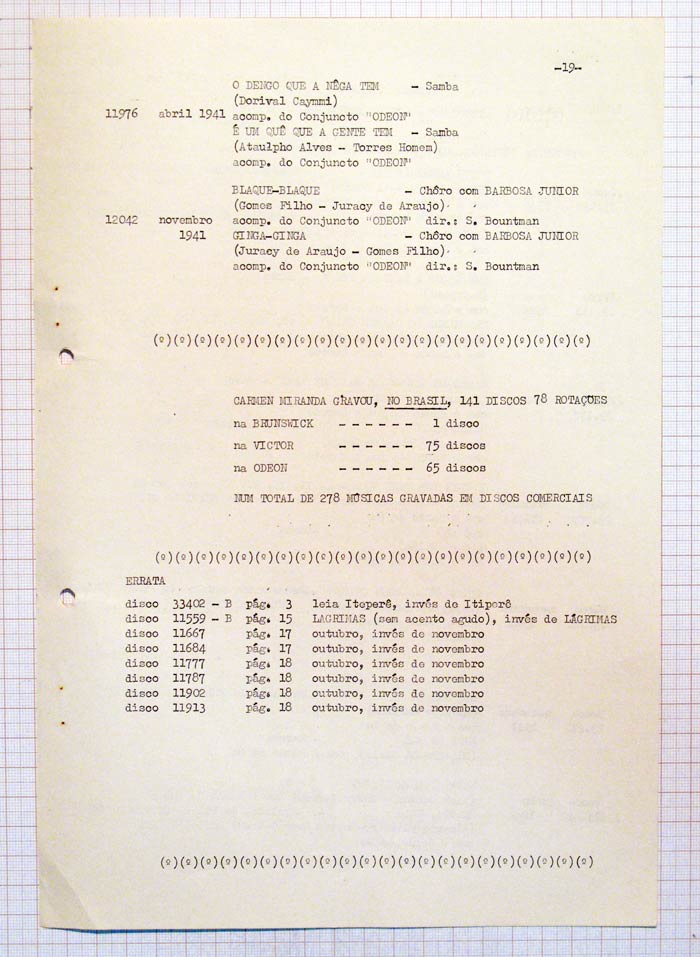 -19-
O DENGO QUE A NÊGA TEM - Samba
(Dorival Caymmi)
11976 abril 1941 acomp. do Conjuncto "ODEON"
É UM QUÊ QUE A GENTE TEM - Samba
(Ataulpho Alves - Torres Homem)
acomp. do Conjuncto "ODEON"
BLAQUE-BLAQUE - Chôro com BARBOSA JUNIOR
(Gomes Filho - Juracy de Araujo)
12042 novembro acomp. do Conjuncto "ODEON" dir.: S. Bountman
1941 GINGA-GINGA - Chôro com BARBOSA JUNIOR
(Juracy de Araujo - Gomes Filho)
acomp. do Conjuncto "ODEON" dir.: S. Bountman
(º)(º)(º)(º)(º)(º)(º)(º)(º)(º)(º)(º)(º)(º)(º)(º)(º)(º)(º)(º)(º)(º)
CARMEN MIRANDA GRAVOU, NO BRASIL, 141 DISCOS 78 ROTAÇÕES
na BRUNSWICK - - - - - - 1 disco
na VICTOR - - - - - - 75 discos
na ODEON - - - - - - 65 discos
NUM TOTAL DE 278 MÚSICAS GRAVADAS EM DISCOS COMERCIAIS
(º)(º)(º)(º)(º)(º)(º)(º)(º)(º)(º)(º)(º)(º)(º)(º)(º)(º)(º)(º)(º)(º)
ERRATA
disco 33402 - B pág. 3 leia Iteperê, invés de Itiperê
disco 11559 - B pág. 15 LAGRIMAS (sem acento agudo), invés de LÁGRIMAS
disco 11667 pág. 17 outubro, invés de novembro
disco 11684 pág. 17 outubro, invés de novembro
disco 11777 pág. 18 outubro, invés de novembro
disco 11787 pág. 18 outubro, invés de novembro
disco 11902 pág. 18 outubro, invés de novembro
disco 11913 pág. 18 outubro, invés de novembro
(º)(º)(º)(º)(º)(º)(º)(º)(º)(º)(º)(º)(º)(º)(º)(º)(º)(º)(º)(º)(º)(º)